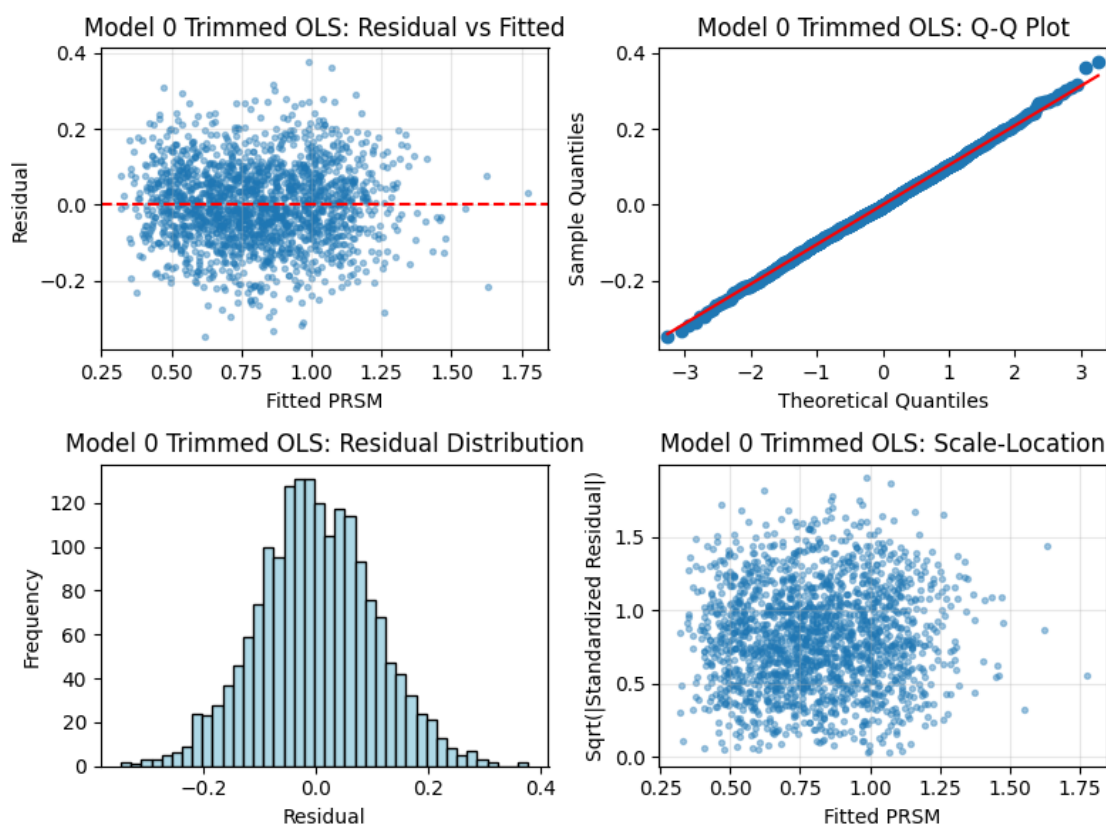 Model 0 Trimmed OLS: Residual vs Fitted
Residual
0.4
0.2
0.0
−0.2
0.25 0.50 0.75 1.00 1.25 1.50 1.75
Fitted PRSM
Model 0 Trimmed OLS: Q-Q Plot
Sample Quantiles
0.4
0.2
0.0
−0.2
−3 −2 −1 0 1 2 3
Theoretical Quantiles
Model 0 Trimmed OLS: Residual Distribution
Frequency
120
100
80
60
40
20
0
−0.2 0.0 0.2 0.4
Residual
Model 0 Trimmed OLS: Scale-Location
Sqrt(|Standardized Residual|)
1.5
1.0
0.5
0.0
0.25 0.50 0.75 1.00 1.25 1.50 1.75
Fitted PRSM